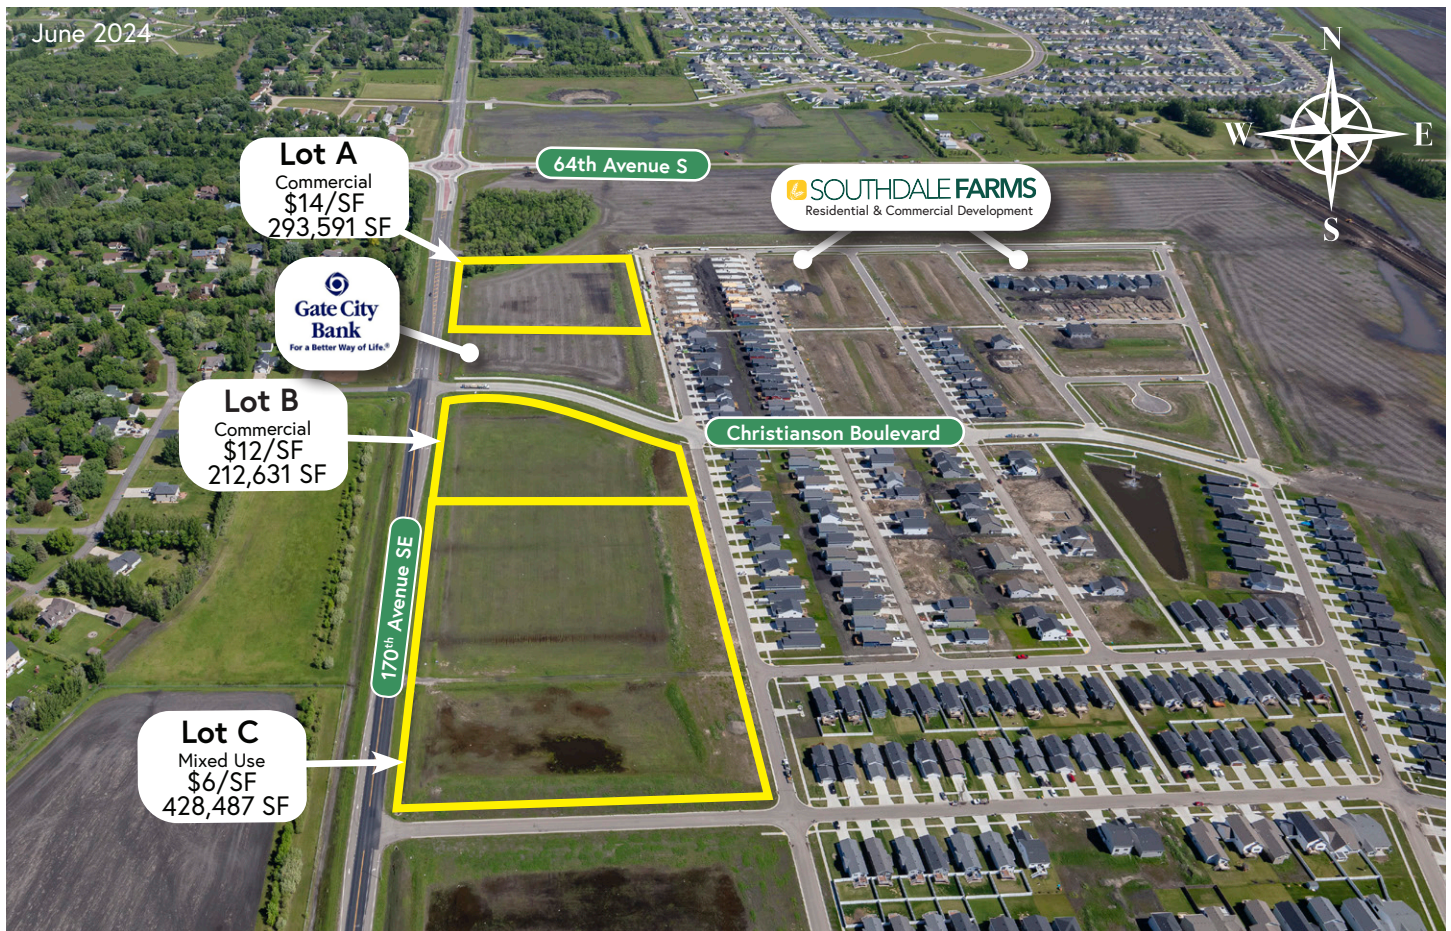 June 2024
N
W
E
S
64th Avenue S
Lot A
Commercial
$14/SF
293,591 SF
SOUTHDALE FARMS
Residential & Commercial Development
Gate City
Bank
For a Better Way of Life.®
Lot B
Commercial
$12/SF
212,631 SF
Christianson Boulevard
170th Avenue SE
Lot C
Mixed Use
$6/SF
428,487 SF